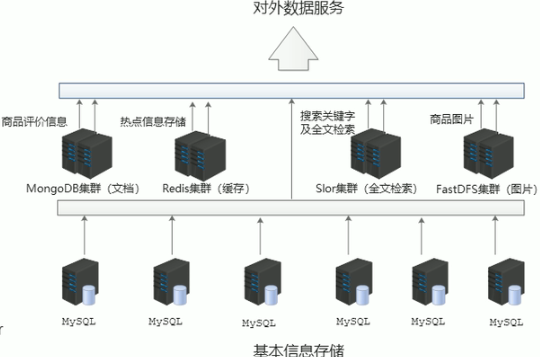 对外数据服务
商品评价信息
热点信息存储
搜索关键字
及全文检索
商品图片
MongoDB集群（文档）
Redis集群（缓存）
Slor集群（全文检索）
FastDFS集群（图片）
MySQL
MySQL
MySQL
MySQL
MySQL
MySQL
r
基本信息存储